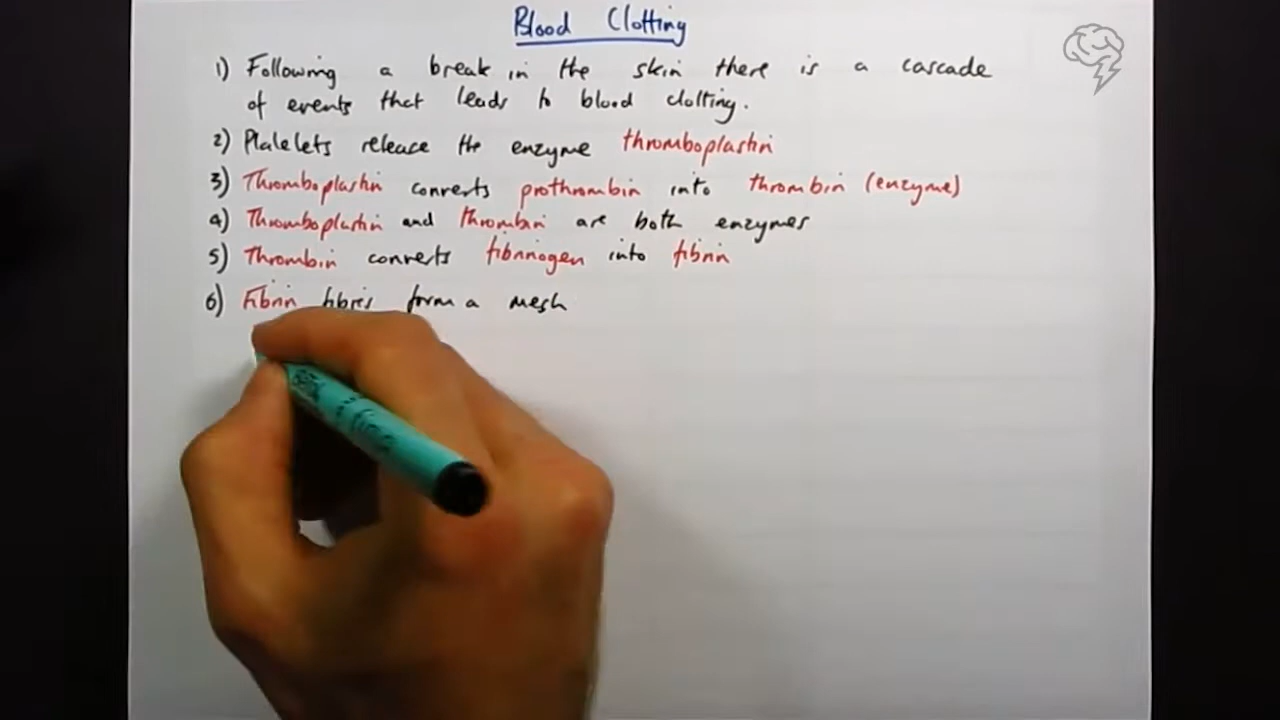 Blood Clotting
1) Following a break in the skin there is a cascade
of events that leads to blood clotting.
2) Platelets release the enzyme thromboplastin
3) Thromboplastin converts prothrombin into thrombin (enzyme)
4) Thromboplastin and thrombin are both enzymes
5) Thrombin converts fibrinogen into fibrin
6) Fibrin fibres form a mesh